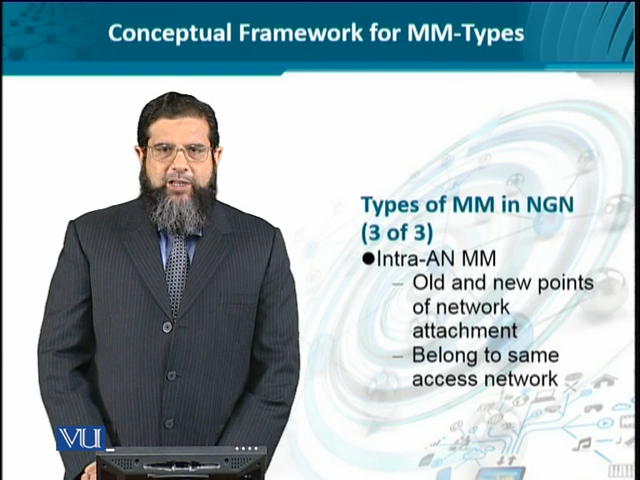 Conceptual Framework for MM-Types
Types of MM in NGN
(3 of 3)
●Intra-AN MM
– Old and new points
of network
attachment
– Belong to same
access network
VU